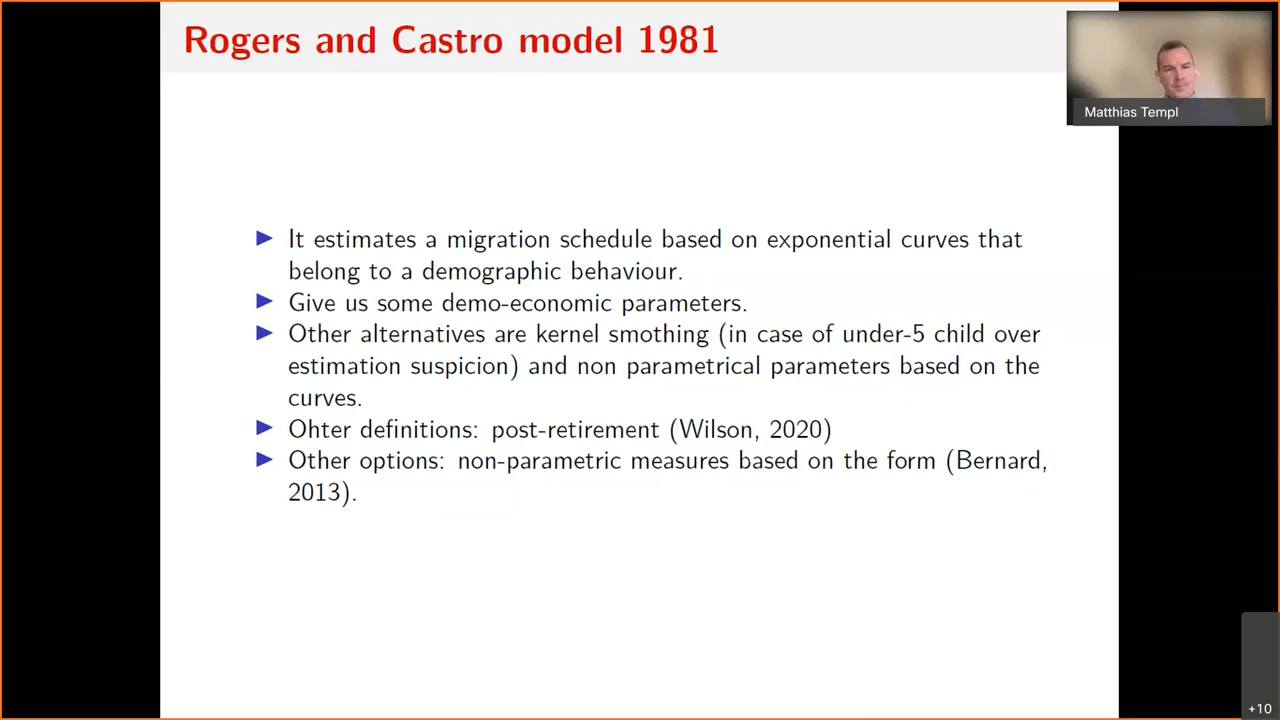 Rogers and Castro model 1981
Matthias Templ
▶ It estimates a migration schedule based on exponential curves that
belong to a demographic behaviour.
▶ Give us some demo-economic parameters.
▶ Other alternatives are kernel smothing (in case of under-5 child over
estimation suspicion) and non parametrical parameters based on the
curves.
▶ Ohter definitions: post-retirement (Wilson, 2020)
▶ Other options: non-parametric measures based on the form (Bernard,
2013).
+10